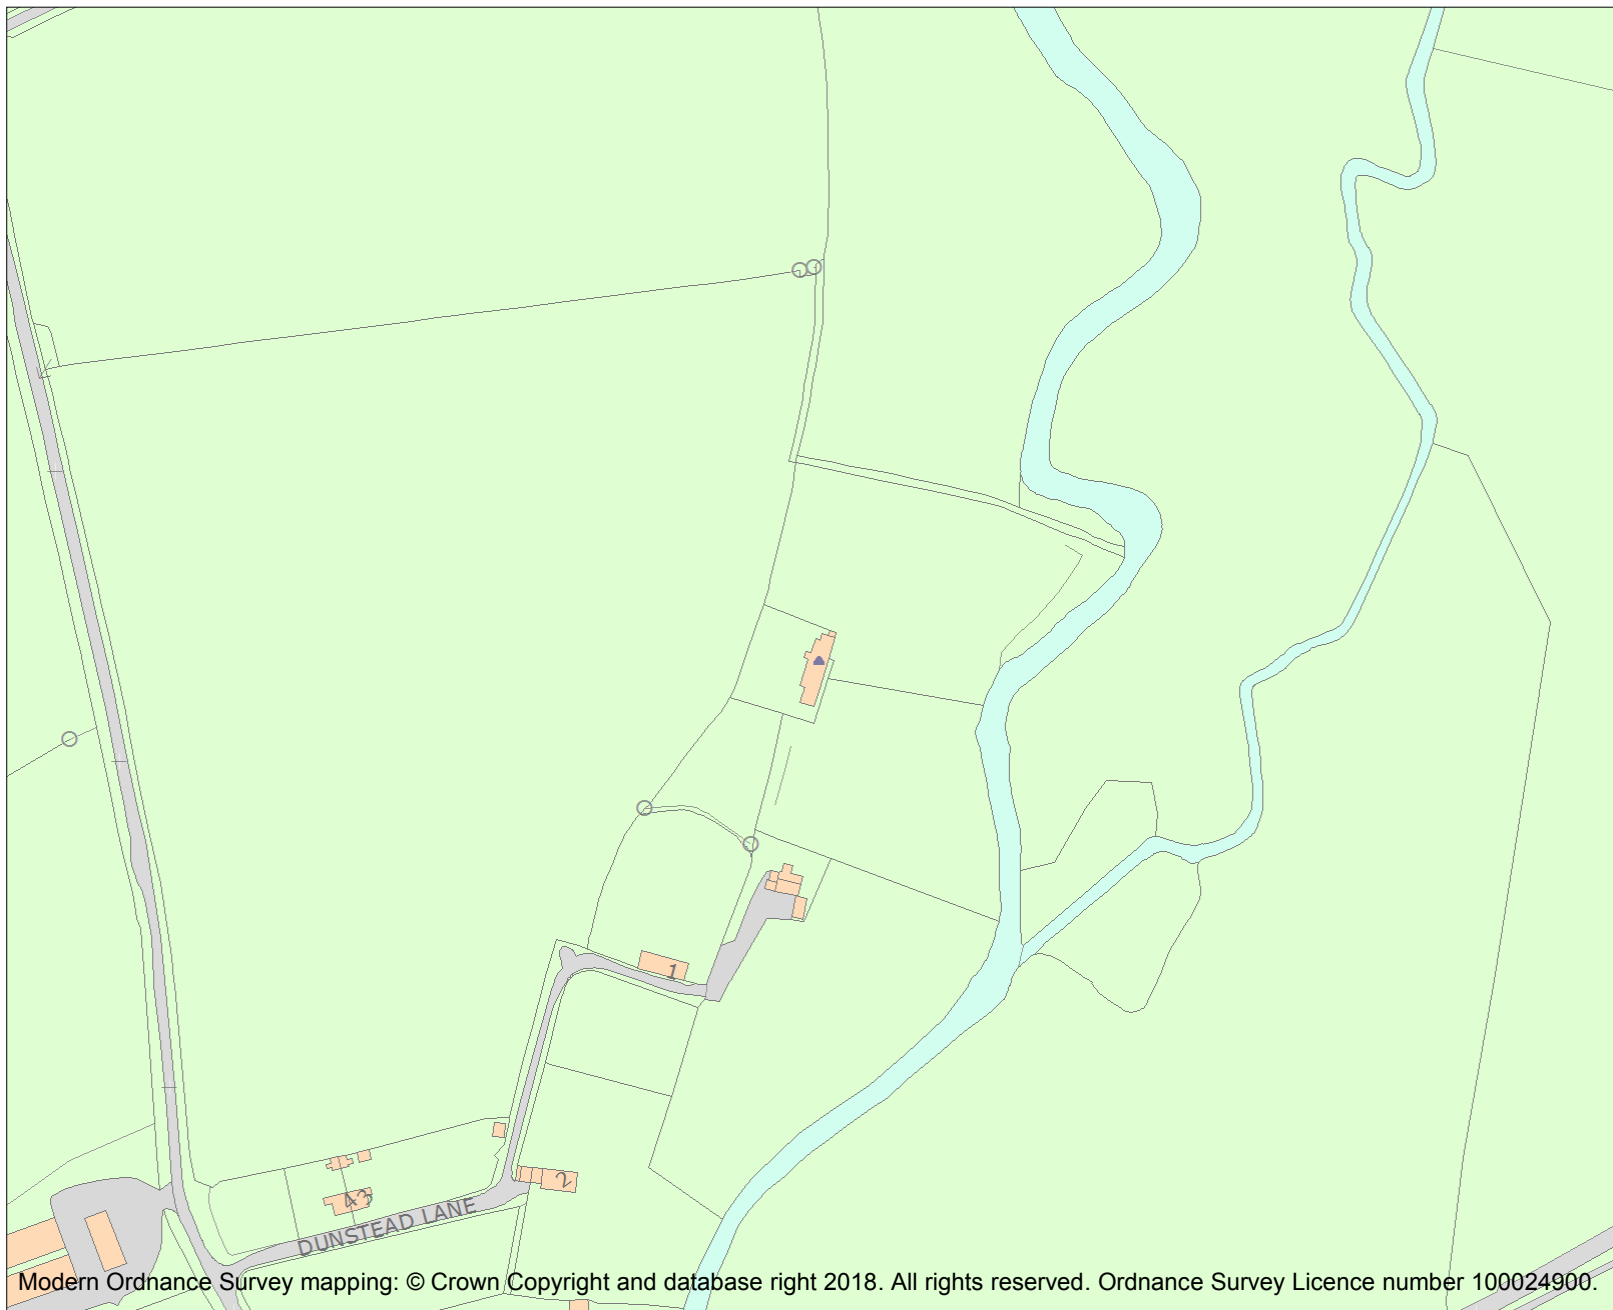 1
2
43
DUNSTEAD LANE
Modern Ordnance Survey mapping: © Crown Copyright and database right 2018. All rights reserved. Ordnance Survey Licence number 100024900.